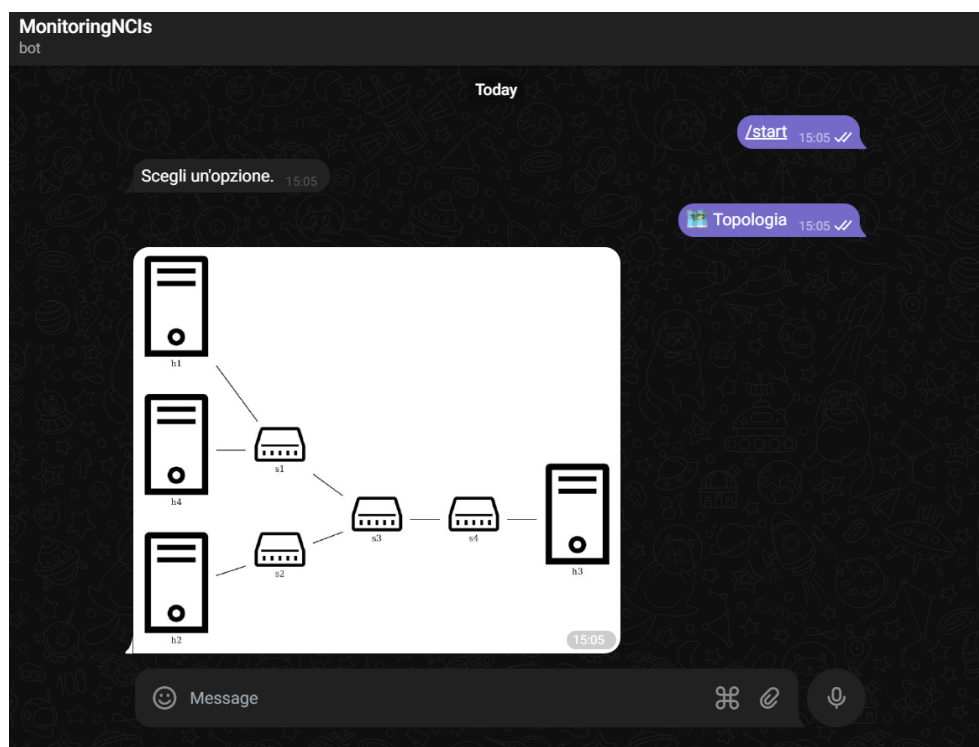 MonitoringNCIs
bot
Today
/start 15:05
Scegli un'opzione. 15:05
Topologia 15:05
h1
s1
h4
s3
s4
s2
h3
h2
15:05
Message